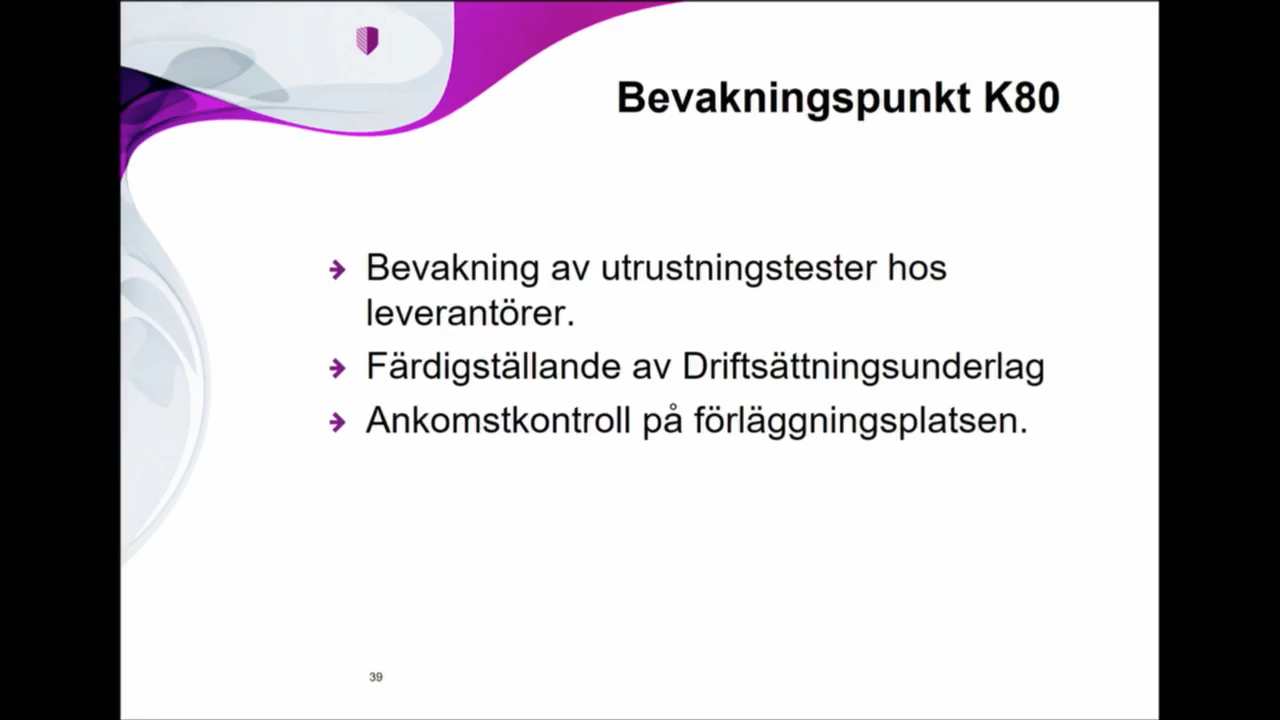 Bevakningspunkt K80
Bevakning av utrustningstester hos
leverantörer.
Färdigställande av Driftsättningsunderlag
Ankomstkontroll på förläggningsplatsen.
39